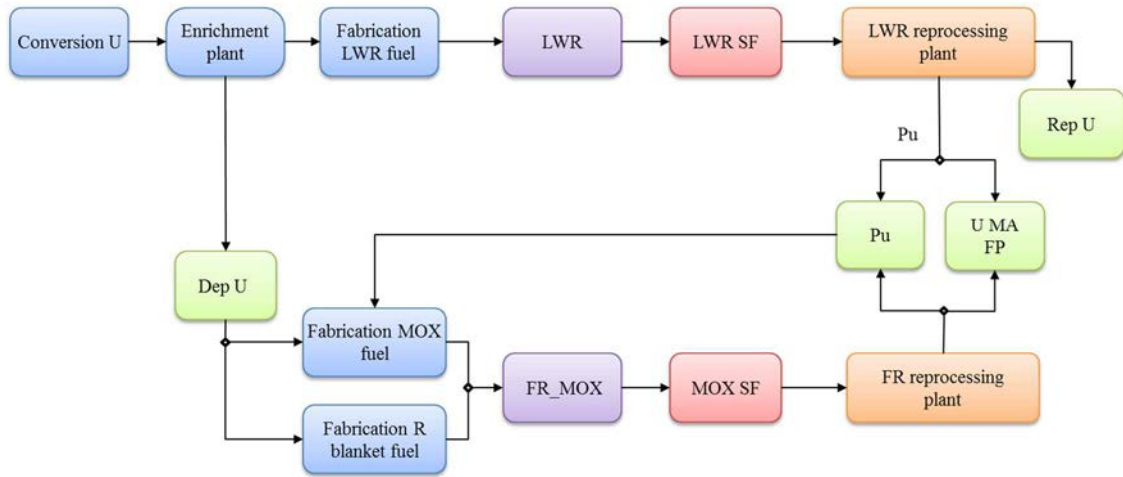 Conversion U
Enrichment
plant
Fabrication
LWR fuel
LWR
LWR SF
LWR reprocessing
plant
Rep U
Pu
Pu
U MA
FP
Dep U
Fabrication MOX
fuel
FR_MOX
MOX SF
FR reprocessing
plant
Fabrication R
blanket fuel